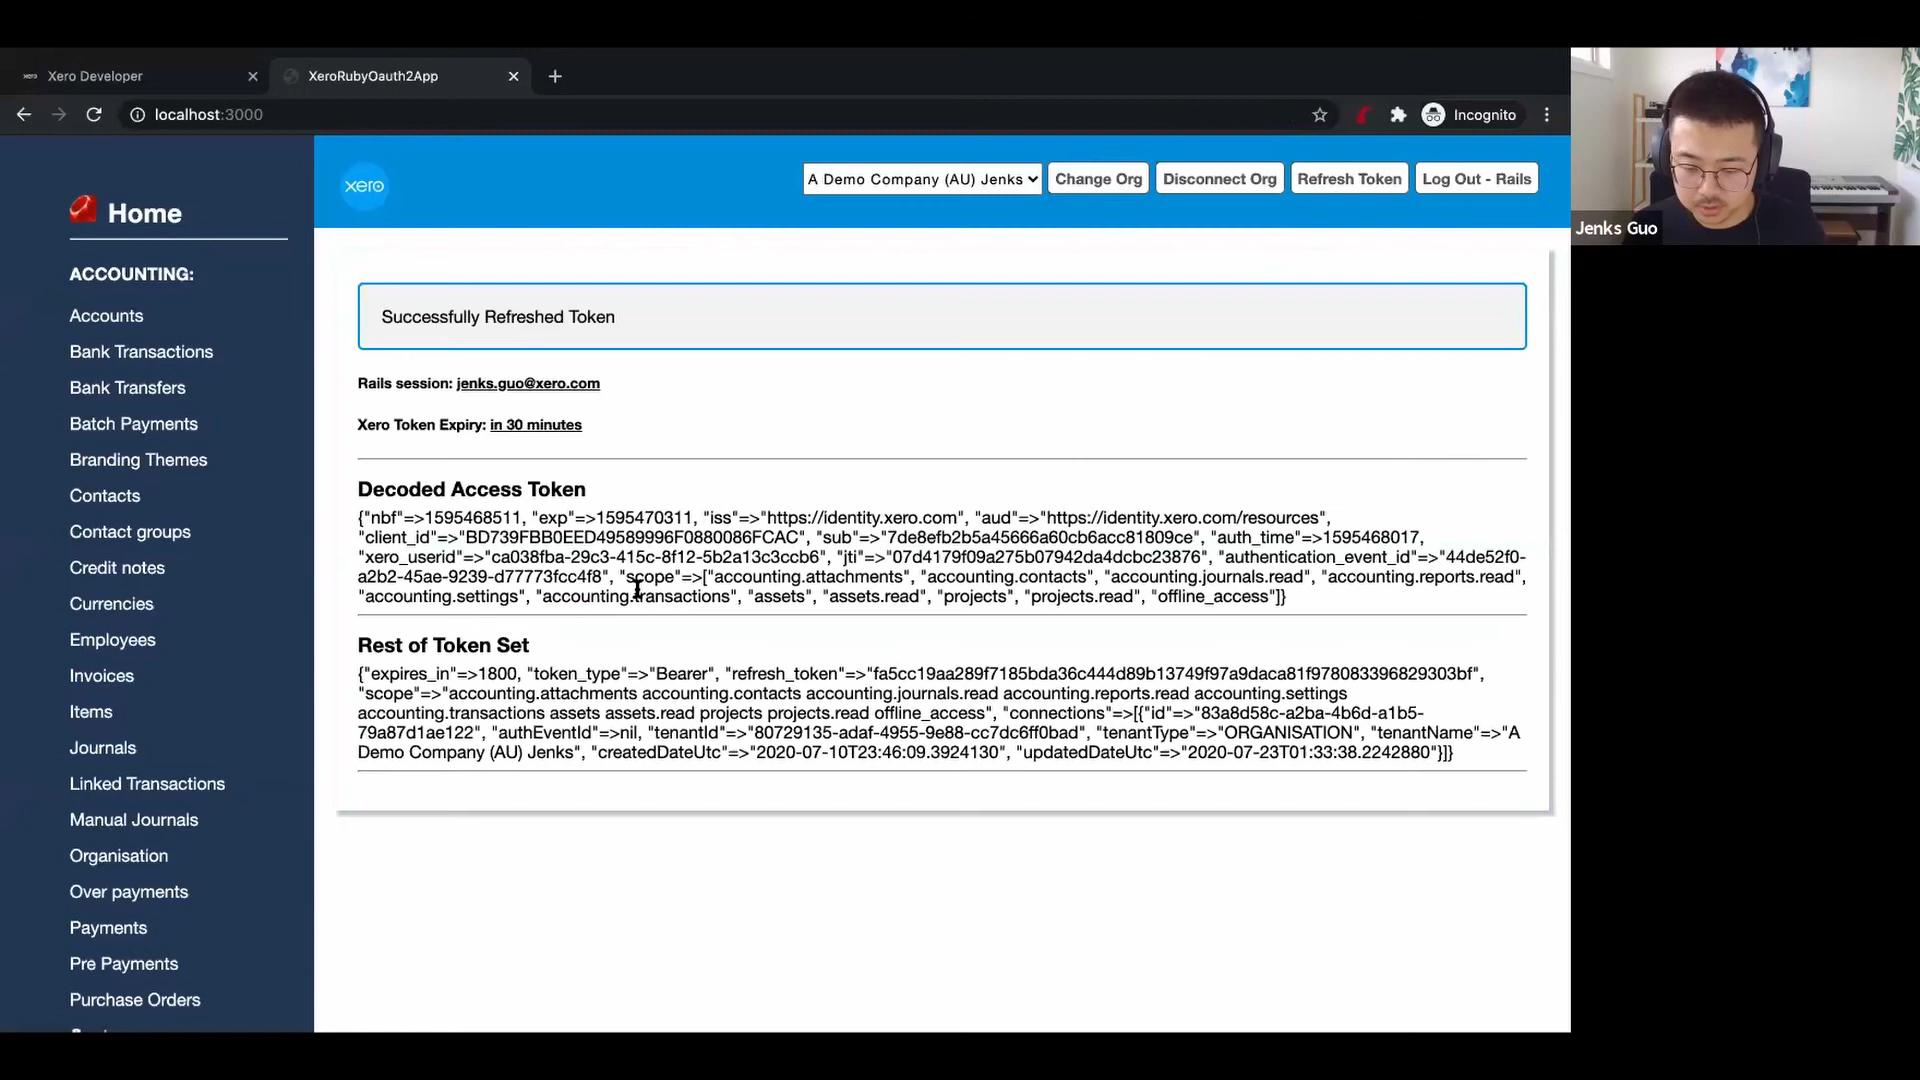 xero Xero Developer
XeroRubyOauth2App
localhost:3000
Incognito
Home
ACCOUNTING:
Accounts
Bank Transactions
Bank Transfers
Batch Payments
Branding Themes
Contacts
Contact groups
Credit notes
Currencies
Employees
Invoices
Items
Journals
Linked Transactions
Manual Journals
Organisation
Over payments
Payments
Pre Payments
Purchase Orders
xero
A Demo Company (AU) Jenks
Change Org
Disconnect Org
Refresh Token
Log Out - Rails
Successfully Refreshed Token
Rails session: jenks.guo@xero.com
Xero Token Expiry: in 30 minutes
Decoded Access Token
{"nbf"=>1595468511, "exp"=>1595470311, "iss"=>"https://identity.xero.com", "aud"=>"https://identity.xero.com/resources",
"client_id"=>"BD739FBB0EED49589996F0880086FCAC", "sub"=>"7de8efb2b5a45666a60cb6acc81809ce", "auth_time"=>1595468017,
"xero_userid"=>"ca038fba-29c3-415c-8f12-5b2a13c3ccb6", "jti"=>"07d4179f09a275b07942da4dcbc23876", "authentication_event_id"=>"44de52f0-
a2b2-45ae-9239-d77773fcc4f8", "scope"=>["accounting.attachments", "accounting.contacts", "accounting.journals.read", "accounting.reports.read",
"accounting.settings", "accounting.transactions", "assets", "assets.read", "projects", "projects.read", "offline_access"]}
Rest of Token Set
{"expires_in"=>1800, "token_type"=>"Bearer", "refresh_token"=>"fa5cc19aa289f7185bda36c444d89b13749f97a9daca81f978083396829303bf",
"scope"=>"accounting.attachments accounting.contacts accounting.journals.read accounting.reports.read accounting.settings
accounting.transactions assets assets.read projects projects.read offline_access", "connections"=>[{"id"=>"83a8d58c-a2ba-4b6d-a1b5-
79a87d1ae122", "authEventId"=>nil, "tenantId"=>"80729135-adaf-4955-9e88-cc7dc6ff0bad", "tenantType"=>"ORGANISATION", "tenantName"=>"A
Demo Company (AU) Jenks", "createdDateUtc"=>"2020-07-10T23:46:09.3924130", "updatedDateUtc"=>"2020-07-23T01:33:38.2242880"}]}
Jenks Guo